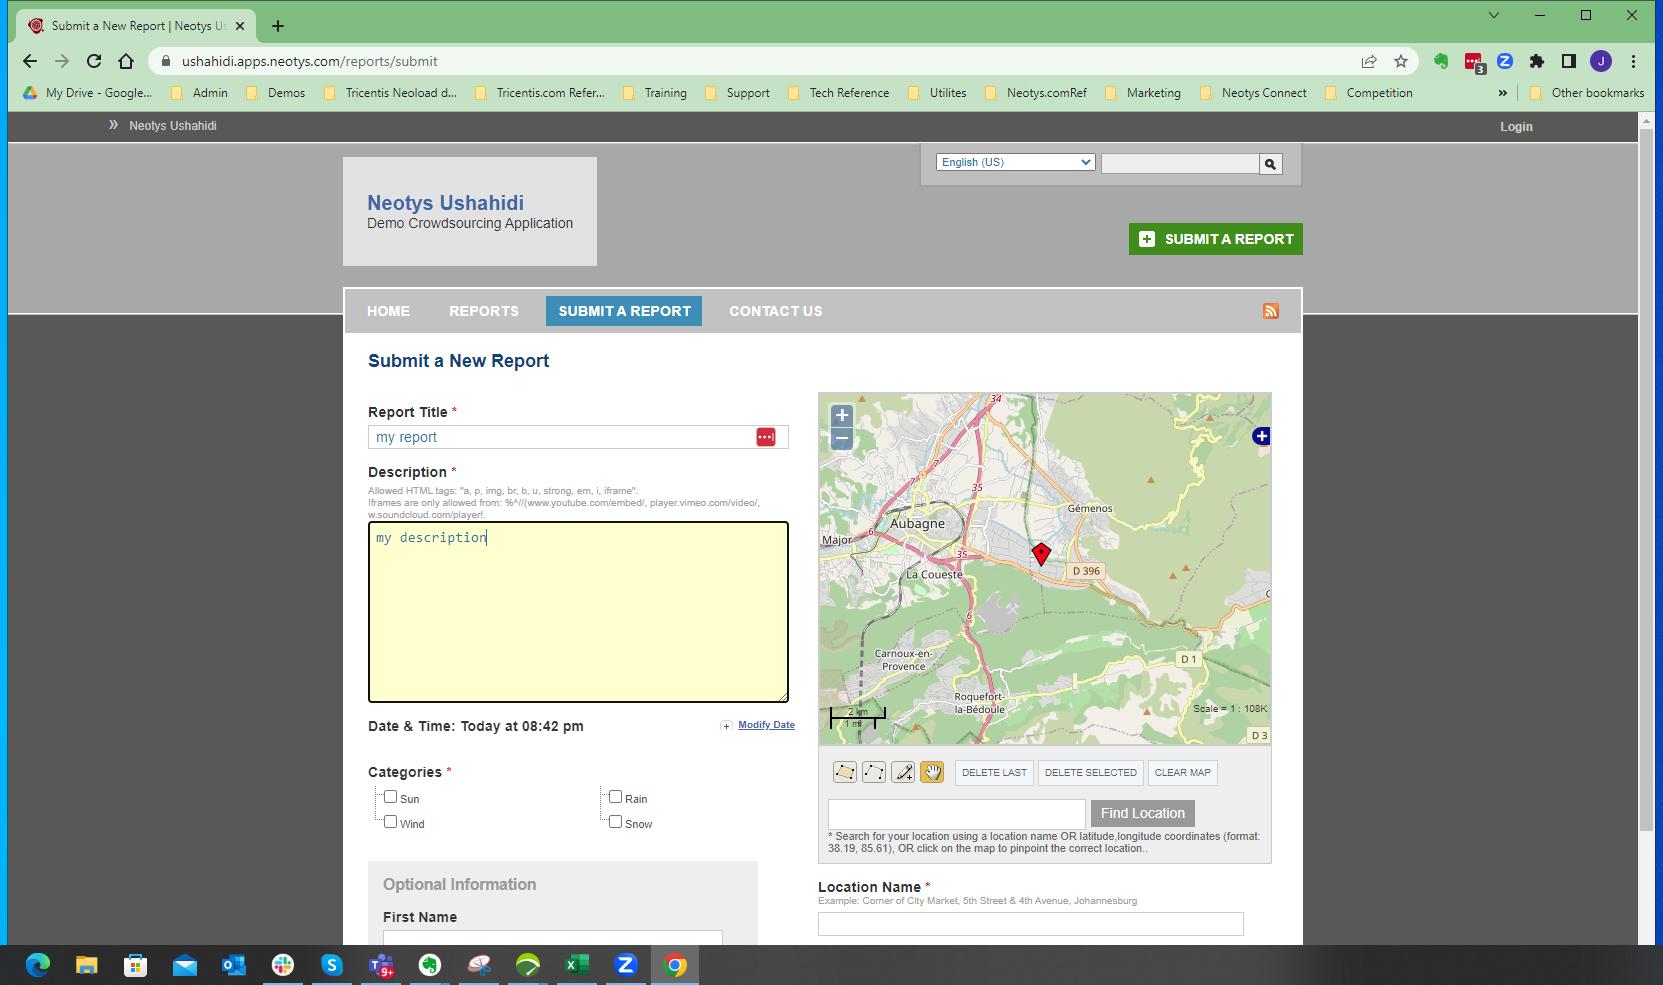 Submit a New Report | Neotys Us
ushahidi.apps.neotys.com/reports/submit
3
J
My Drive - Google...
Admin
Demos
Tricentis Neoload d...
Tricentis.com Refer...
Training
Support
Tech Reference
Utilites
Neotys.comRef
Marketing
Neotys Connect
Competition
»
Other bookmarks
» Neotys Ushahidi
Login
English (US)
Neotys Ushahidi
Demo Crowdsourcing Application
SUBMIT A REPORT
HOME
REPORTS
SUBMIT A REPORT
CONTACT US
Submit a New Report
Report Title *
my report
Description *
Allowed HTML tags: "a, p, img, br, b, u, strong, em, i, iframe".
Iframes are only allowed from: %^//(www.youtube.com/embed/, player.vimeo.com/video/,
w.soundcloud.com/player!.
my description
Date & Time: Today at 08:42 pm
Modify Date
Categories *
Sun
Rain
Wind
Snow
Optional Information
First Name
34
7
35
7
Gémenos
Aubagne
6
Major
35
La Coueste
D 396
6
Carnoux-en-
Provence
D 1
Roquefort-
la-Bédoule
2 km
1 mi
Scale = 1 : 108K
D 3
DELETE LAST
DELETE SELECTED
CLEAR MAP
Find Location
* Search for your location using a location name OR latitude,longitude coordinates (format:
38.19, 85.61), OR click on the map to pinpoint the correct location..
Location Name *
Example: Corner of City Market, 5th Street & 4th Avenue, Johannesburg
9+